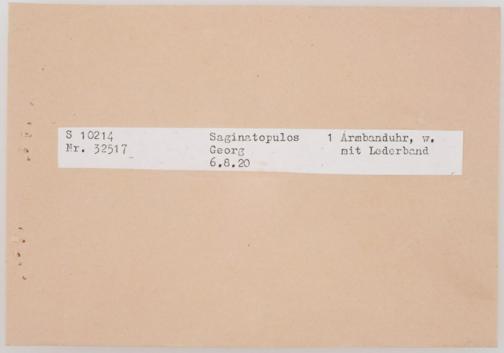 S 10214 Saginatopulos 1 Armbanduhr, w.
Nr. 32517 Georg mit Lederband
6.8.20